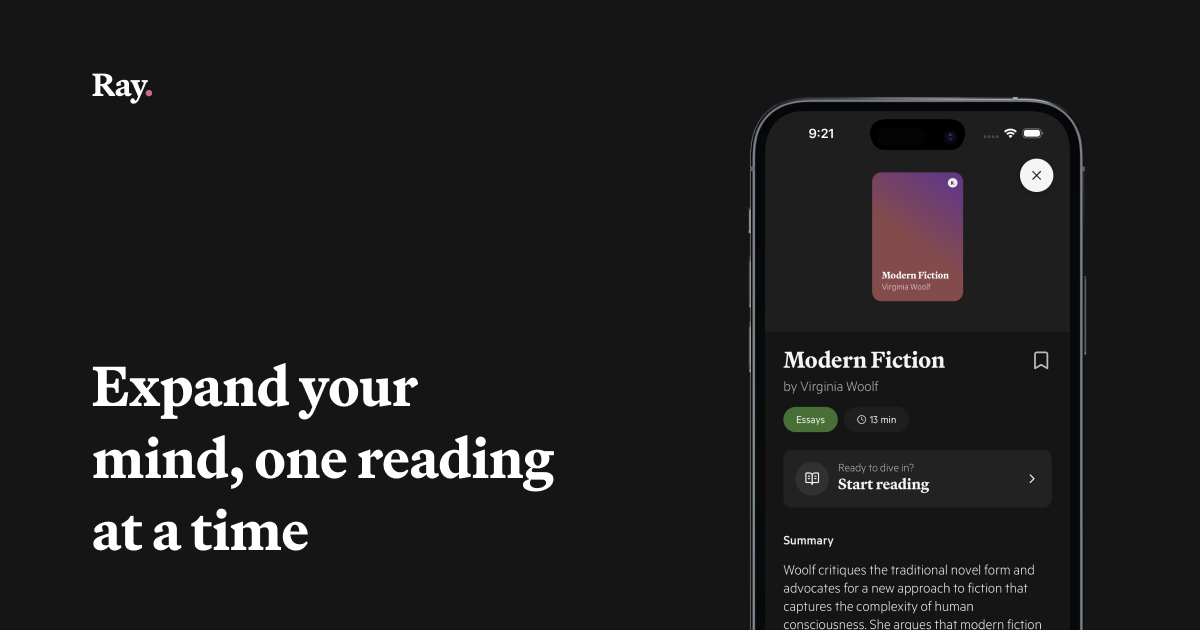 Ray.
Expand your
mind, one reading
at a time
9:21
Modern Fiction
Virginia Woolf
Modern Fiction
by Virginia Woolf
Essays
13 min
Ready to dive in?
Start reading
Summary
Woolf critiques the traditional novel form and
advocates for a new approach to fiction that
captures the complexity of human
consciousness. She argues that modern fiction